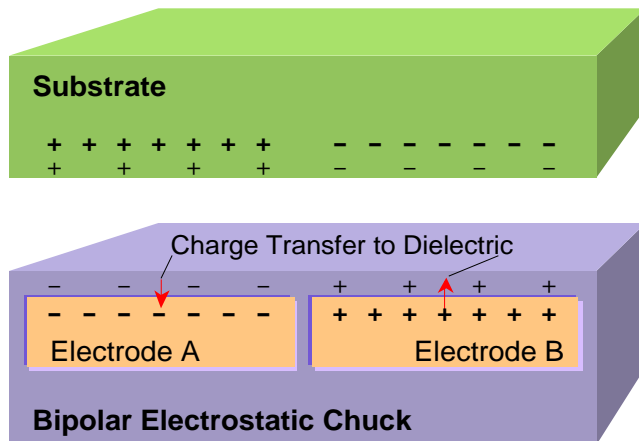 Substrate
+ + + + + + + – – – – – – –
+ + + + – – – –
Charge Transfer to Dielectric
– – – – + + + +
– – – – – – – + + + + + + +
Electrode A Electrode B
Bipolar Electrostatic Chuck